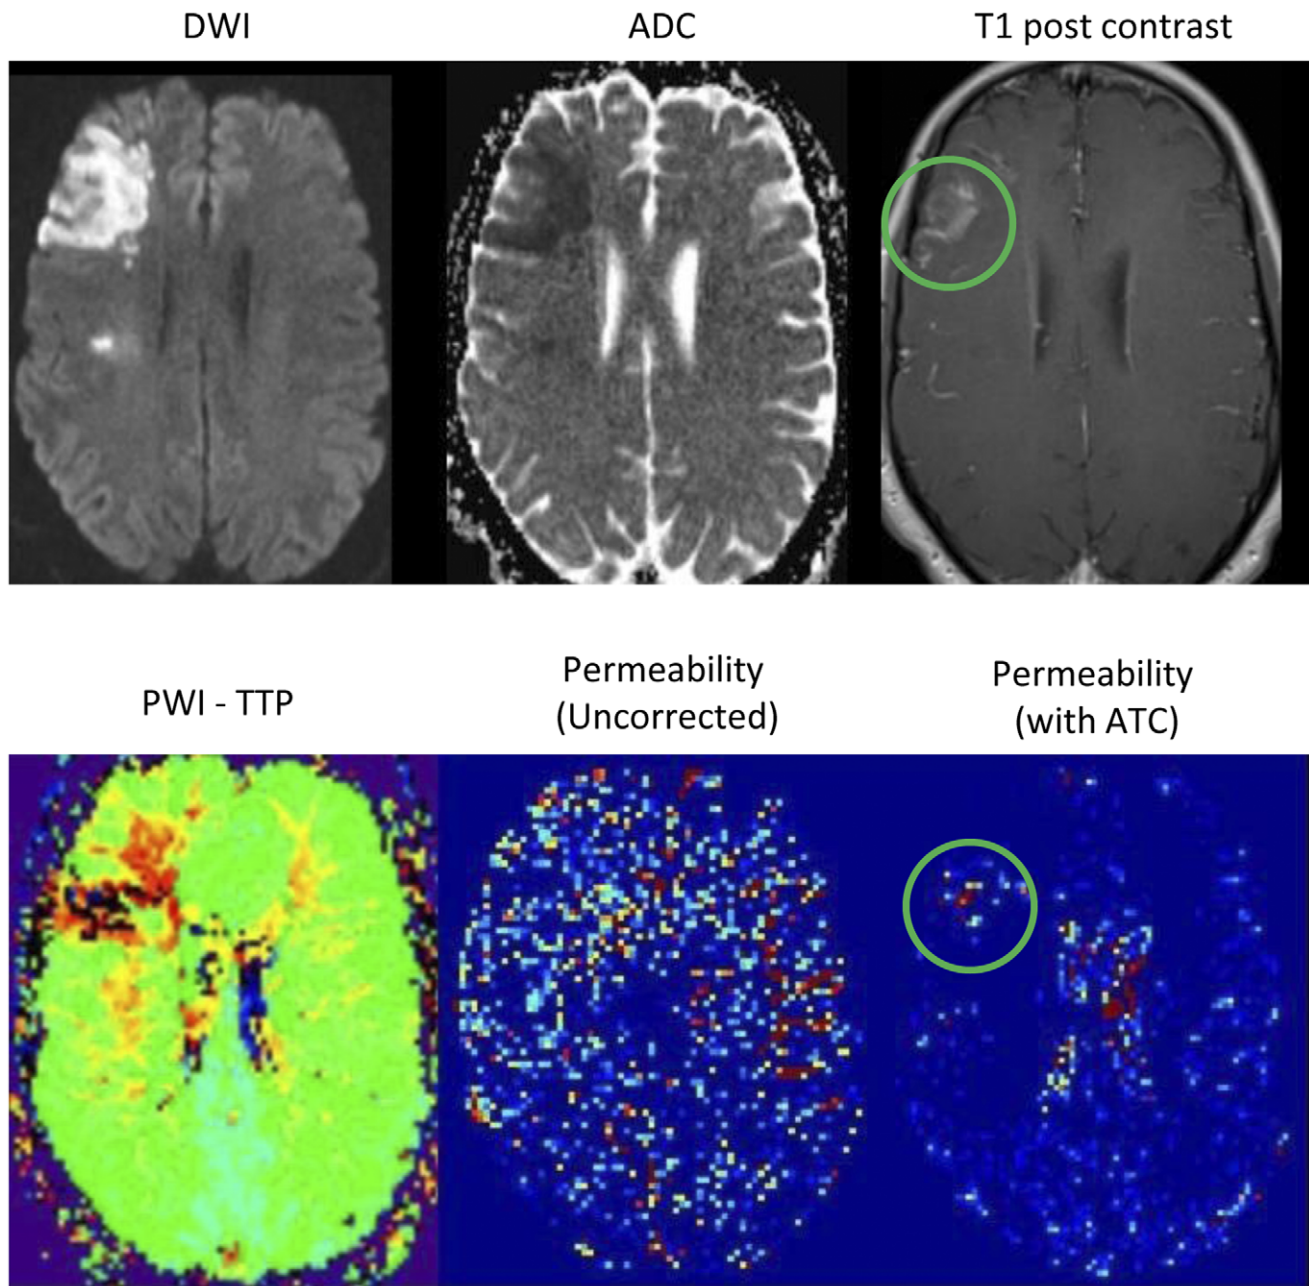 DWI
ADC
T1 post contrast
PWI - TTP
Permeability
(Uncorrected)
Permeability
(with ATC)